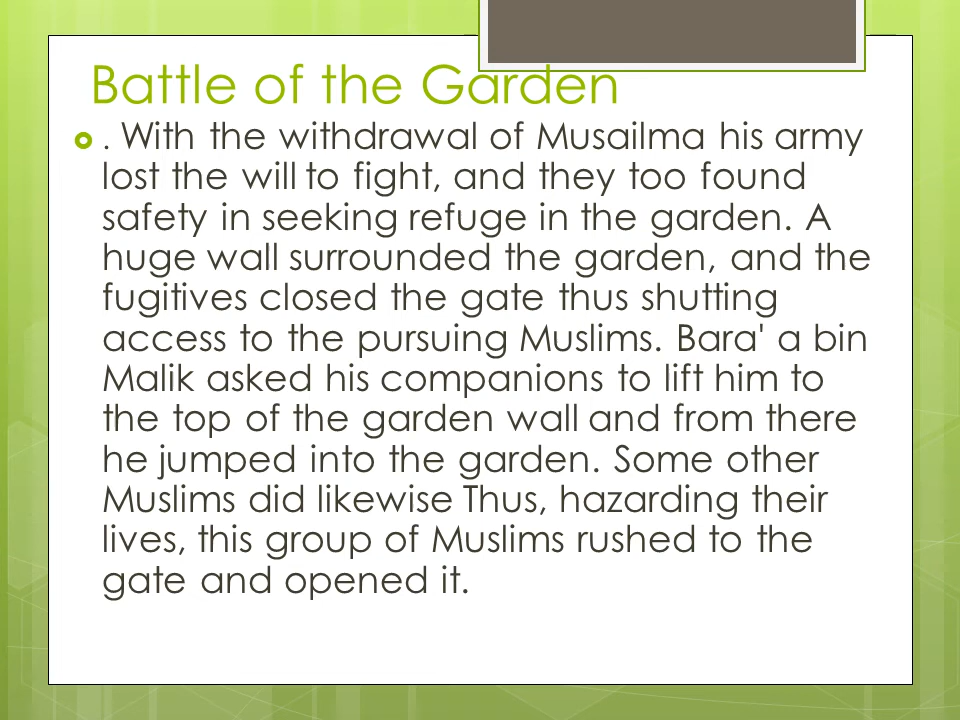 Battle of the Garden
. With the withdrawal of Musailma his army
lost the will to fight, and they too found
safety in seeking refuge in the garden. A
huge wall surrounded the garden, and the
fugitives closed the gate thus shutting
access to the pursuing Muslims. Bara' a bin
Malik asked his companions to lift him to
the top of the garden wall and from there
he jumped into the garden. Some other
Muslims did likewise Thus, hazarding their
lives, this group of Muslims rushed to the
gate and opened it.